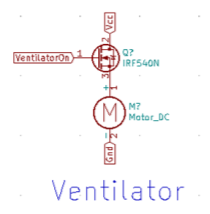 Vcc
2
Q?
VentilatorOn
1
IRF540N
3
+
1
M?
M
Motor_DC
-
2
Gnd
Ventilator